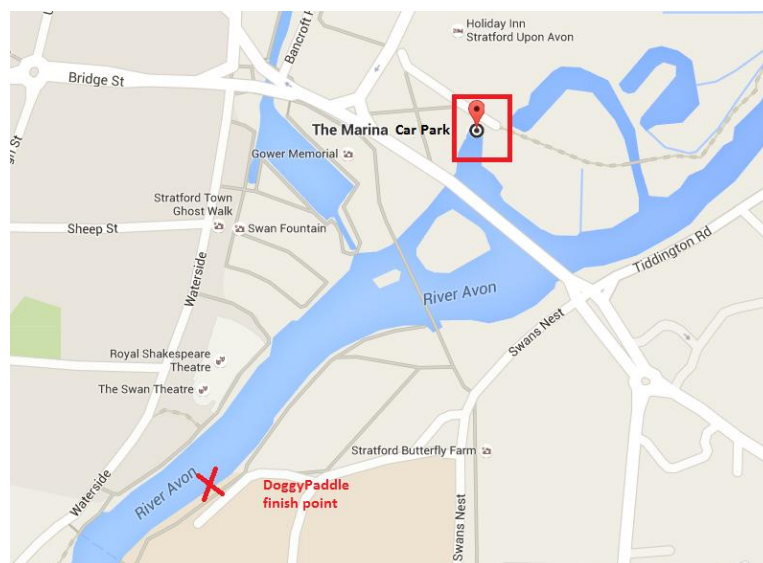 Holiday Inn
Stratford Upon Avon
Bancroft
Bridge St
The Marina Car Park
Gower Memorial
Stratford Town
Ghost Walk
Swan Fountain
Sheep St
Waterside
Tiddington Rd
River Avon
Swans Nest
Royal Shakespeare
Theatre
The Swan Theatre
Stratford Butterfly Farm
River Avon
DoggyPaddle
finish point
Waterside
Swans Nest